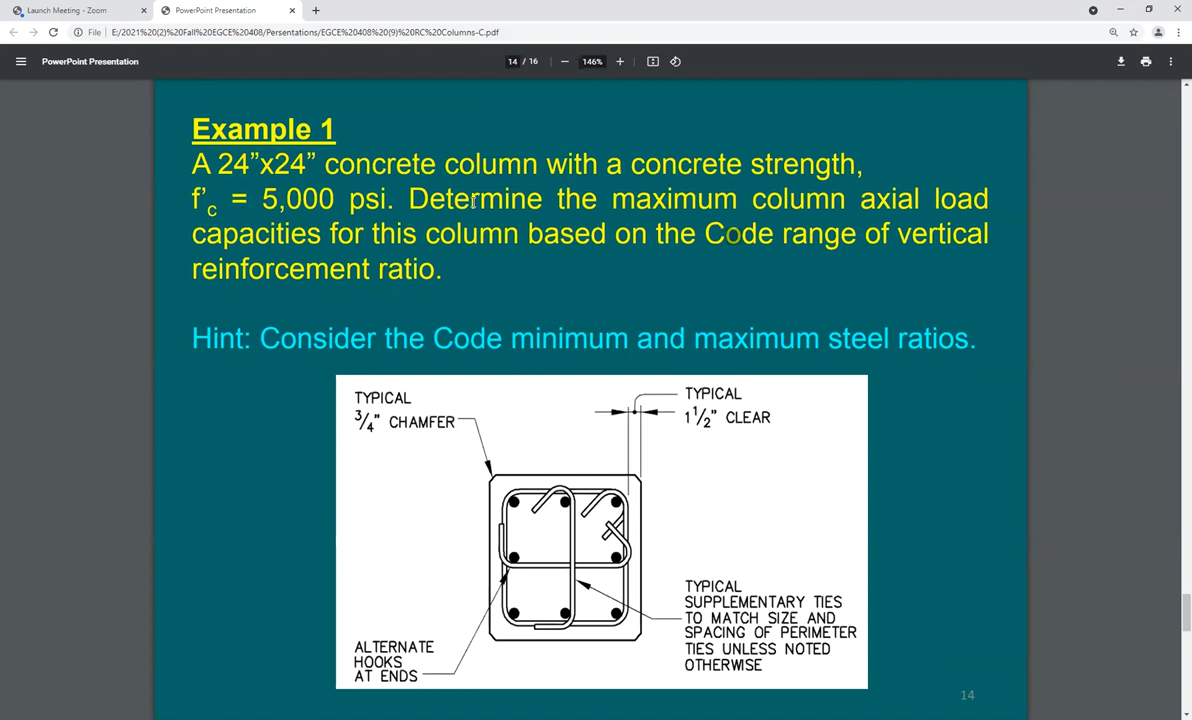 Launch Meeting - Zoom
PowerPoint Presentation
File
E:/2021%20(2)%20Fall%20EGCE%20408/Persentations/EGCE%20408%20(9)%20RC%20Columns-C.pdf
PowerPoint Presentation
14 / 16
146%
Example 1
A 24”x24” concrete column with a concrete strength,
f’c = 5,000 psi. Determine the maximum column axial load
capacities for this column based on the Code range of vertical
reinforcement ratio.
Hint: Consider the Code minimum and maximum steel ratios.
TYPICAL
3/4" CHAMFER
TYPICAL
1 1/2" CLEAR
ALTERNATE
HOOKS
AT ENDS
TYPICAL
SUPPLEMENTARY TIES
TO MATCH SIZE AND
SPACING OF PERIMETER
TIES UNLESS NOTED
OTHERWISE
14